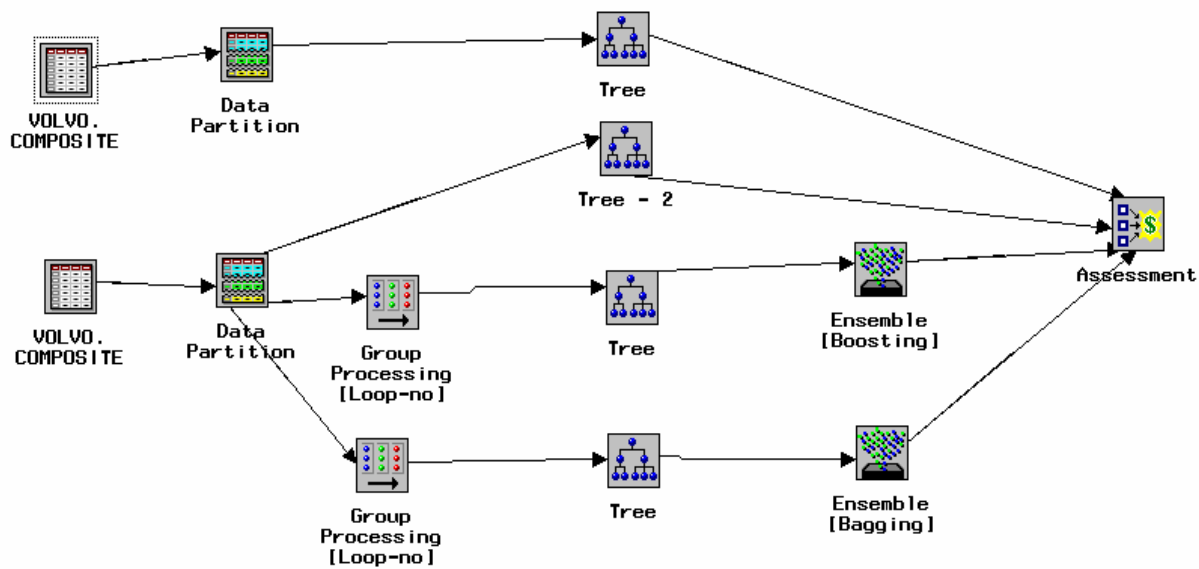 Tree
VOLVO.
COMPOSITE
Data
Partition
Tree - 2
$
Assessment
VOLVO.
COMPOSITE
Data
Partition
Group
Processing
[Loop-no]
Tree
Ensemble
[Boosting]
Group
Processing
[Loop-no]
Tree
Ensemble
[Bagging]